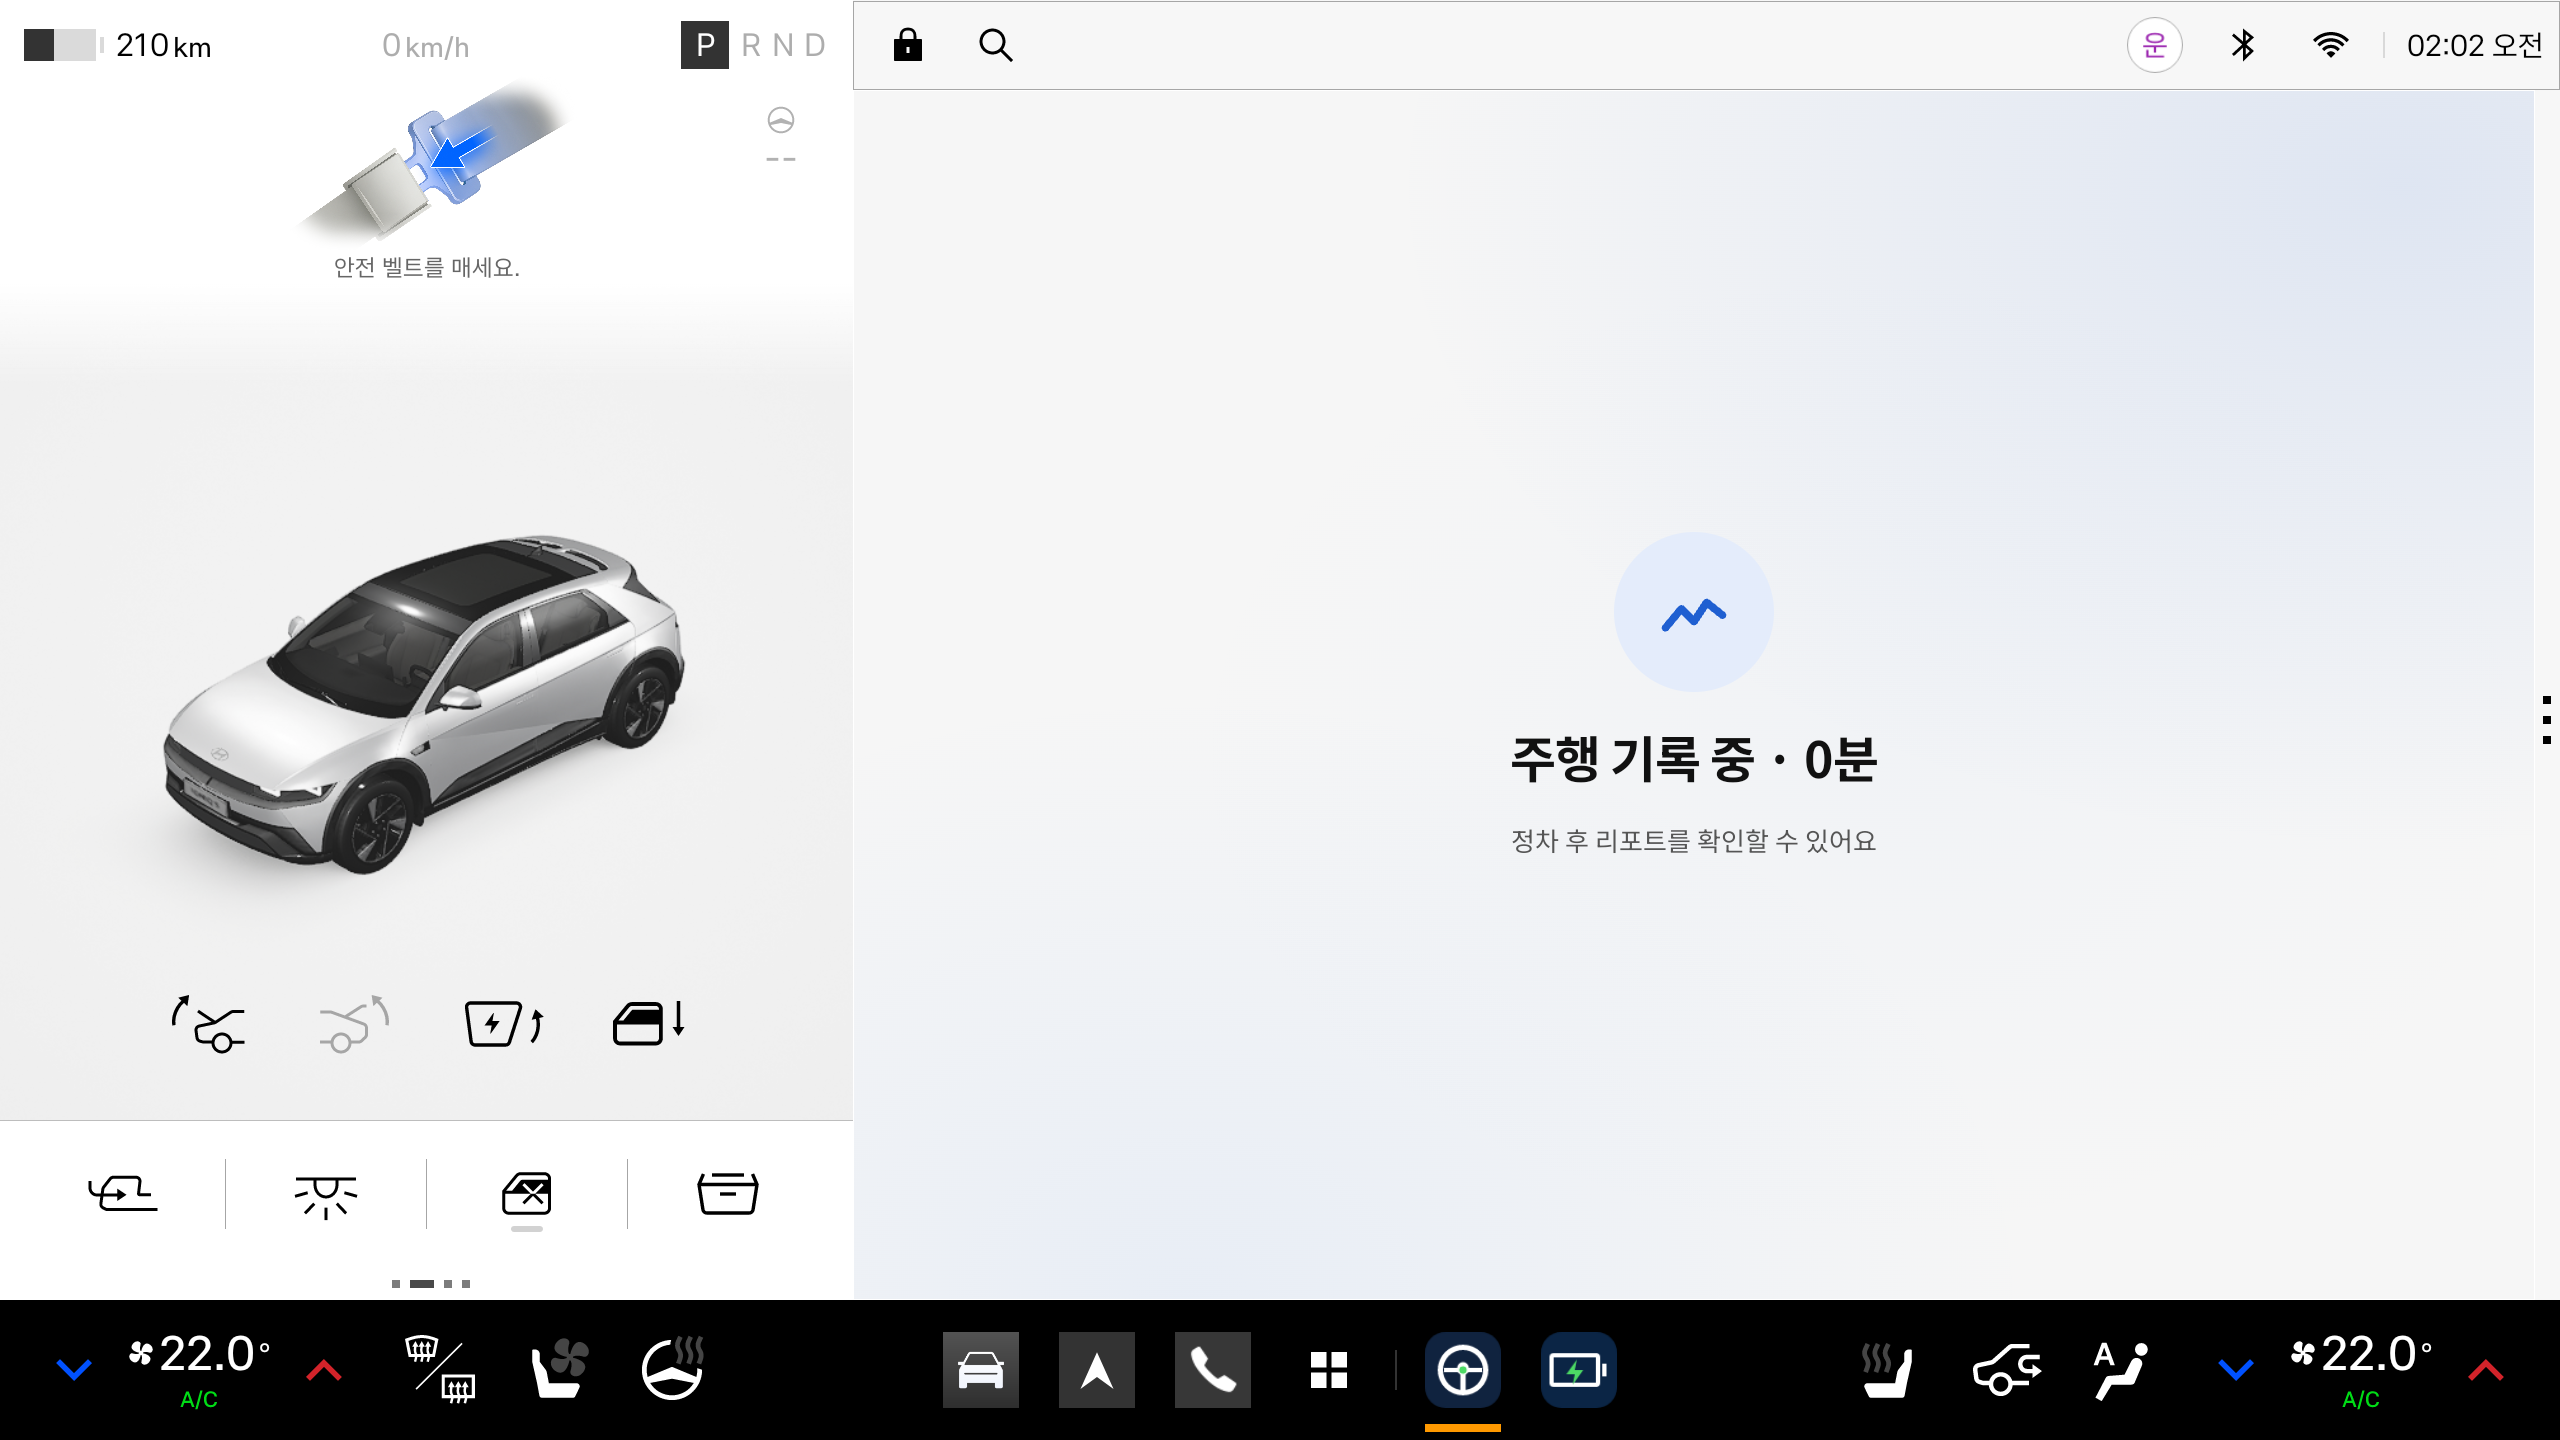 210 km
0 km/h
P R N D
운
02:02 오전
--
안전 벨트를 매세요.
주행 기록 중 · 0분
정차 후 리포트를 확인할 수 있어요
22.0°
A/C
A
22.0°
A/C